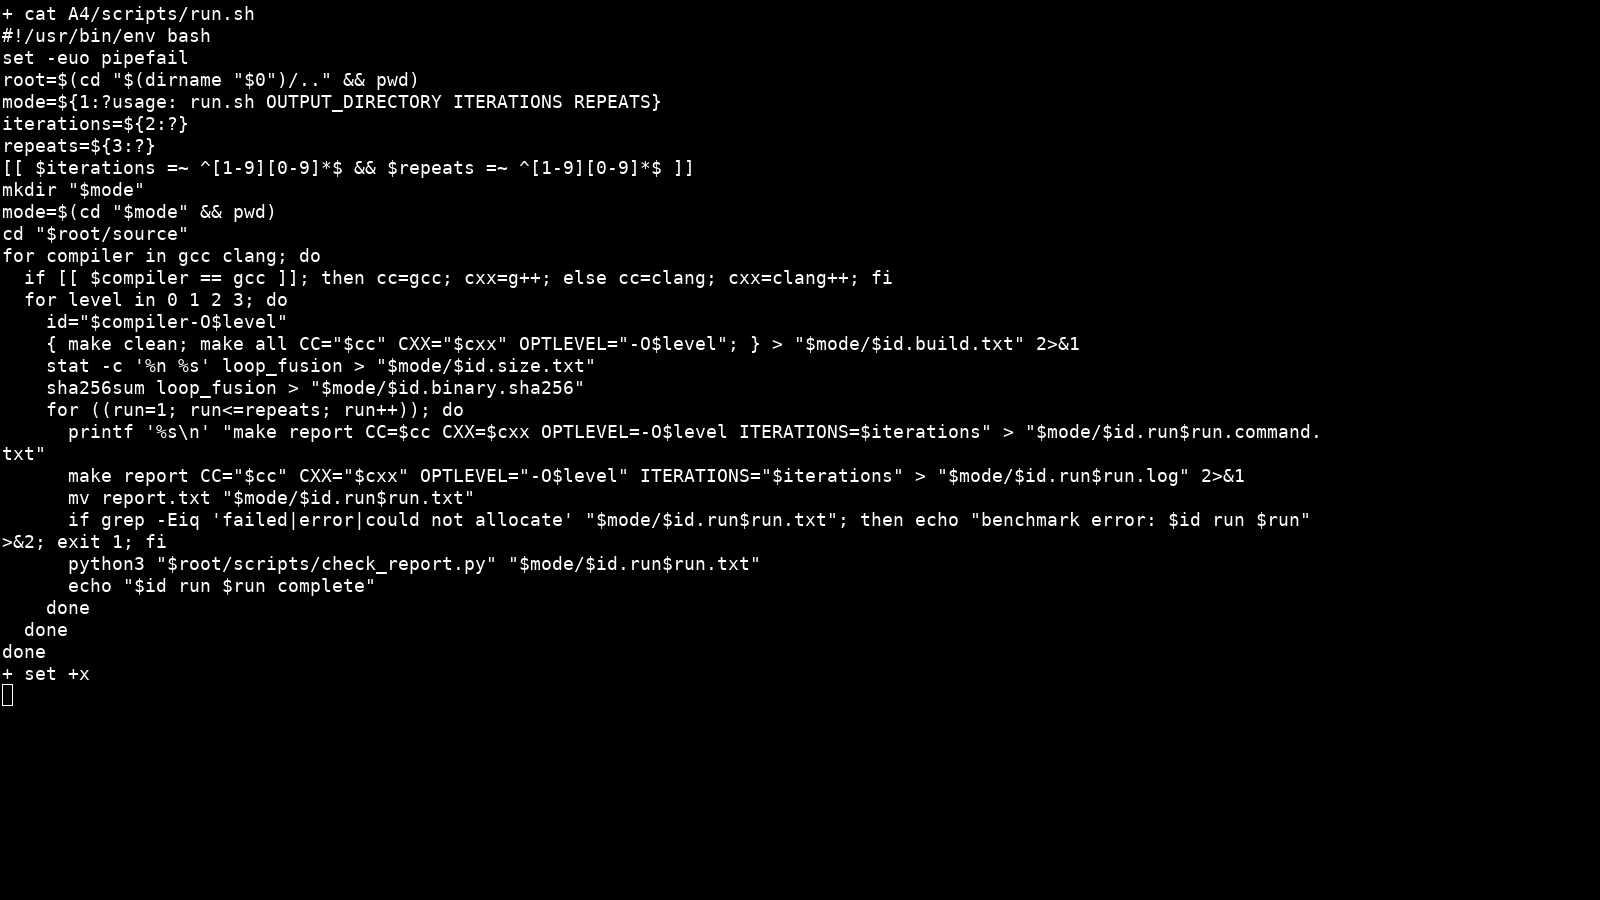 + cat A4/scripts/run.sh
#!/usr/bin/env bash
set -euo pipefail
root=$(cd "$(dirname "$0")/.." && pwd)
mode=${1:?usage: run.sh OUTPUT_DIRECTORY ITERATIONS REPEATS}
iterations=${2:?}
repeats=${3:?}
[[ $iterations =~ ^[1-9][0-9]*$ && $repeats =~ ^[1-9][0-9]*$ ]]
mkdir "$mode"
mode=$(cd "$mode" && pwd)
cd "$root/source"
for compiler in gcc clang; do
  if [[ $compiler == gcc ]]; then cc=gcc; cxx=g++; else cc=clang; cxx=clang++; fi
  for level in 0 1 2 3; do
    id="$compiler-O$level"
    { make clean; make all CC="$cc" CXX="$cxx" OPTLEVEL="-O$level"; } > "$mode/$id.build.txt" 2>&1
    stat -c '%n %s' loop_fusion > "$mode/$id.size.txt"
    sha256sum loop_fusion > "$mode/$id.binary.sha256"
    for ((run=1; run<=repeats; run++)); do
      printf '%s\n' "make report CC=$cc CXX=$cxx OPTLEVEL=-O$level ITERATIONS=$iterations" > "$mode/$id.run$run.command.
txt"
      make report CC="$cc" CXX="$cxx" OPTLEVEL="-O$level" ITERATIONS="$iterations" > "$mode/$id.run$run.log" 2>&1
      mv report.txt "$mode/$id.run$run.txt"
      if grep -Eiq 'failed|error|could not allocate' "$mode/$id.run$run.txt"; then echo "benchmark error: $id run $run"
>&2; exit 1; fi
      python3 "$root/scripts/check_report.py" "$mode/$id.run$run.txt"
      echo "$id run $run complete"
    done
  done
done
+ set +x